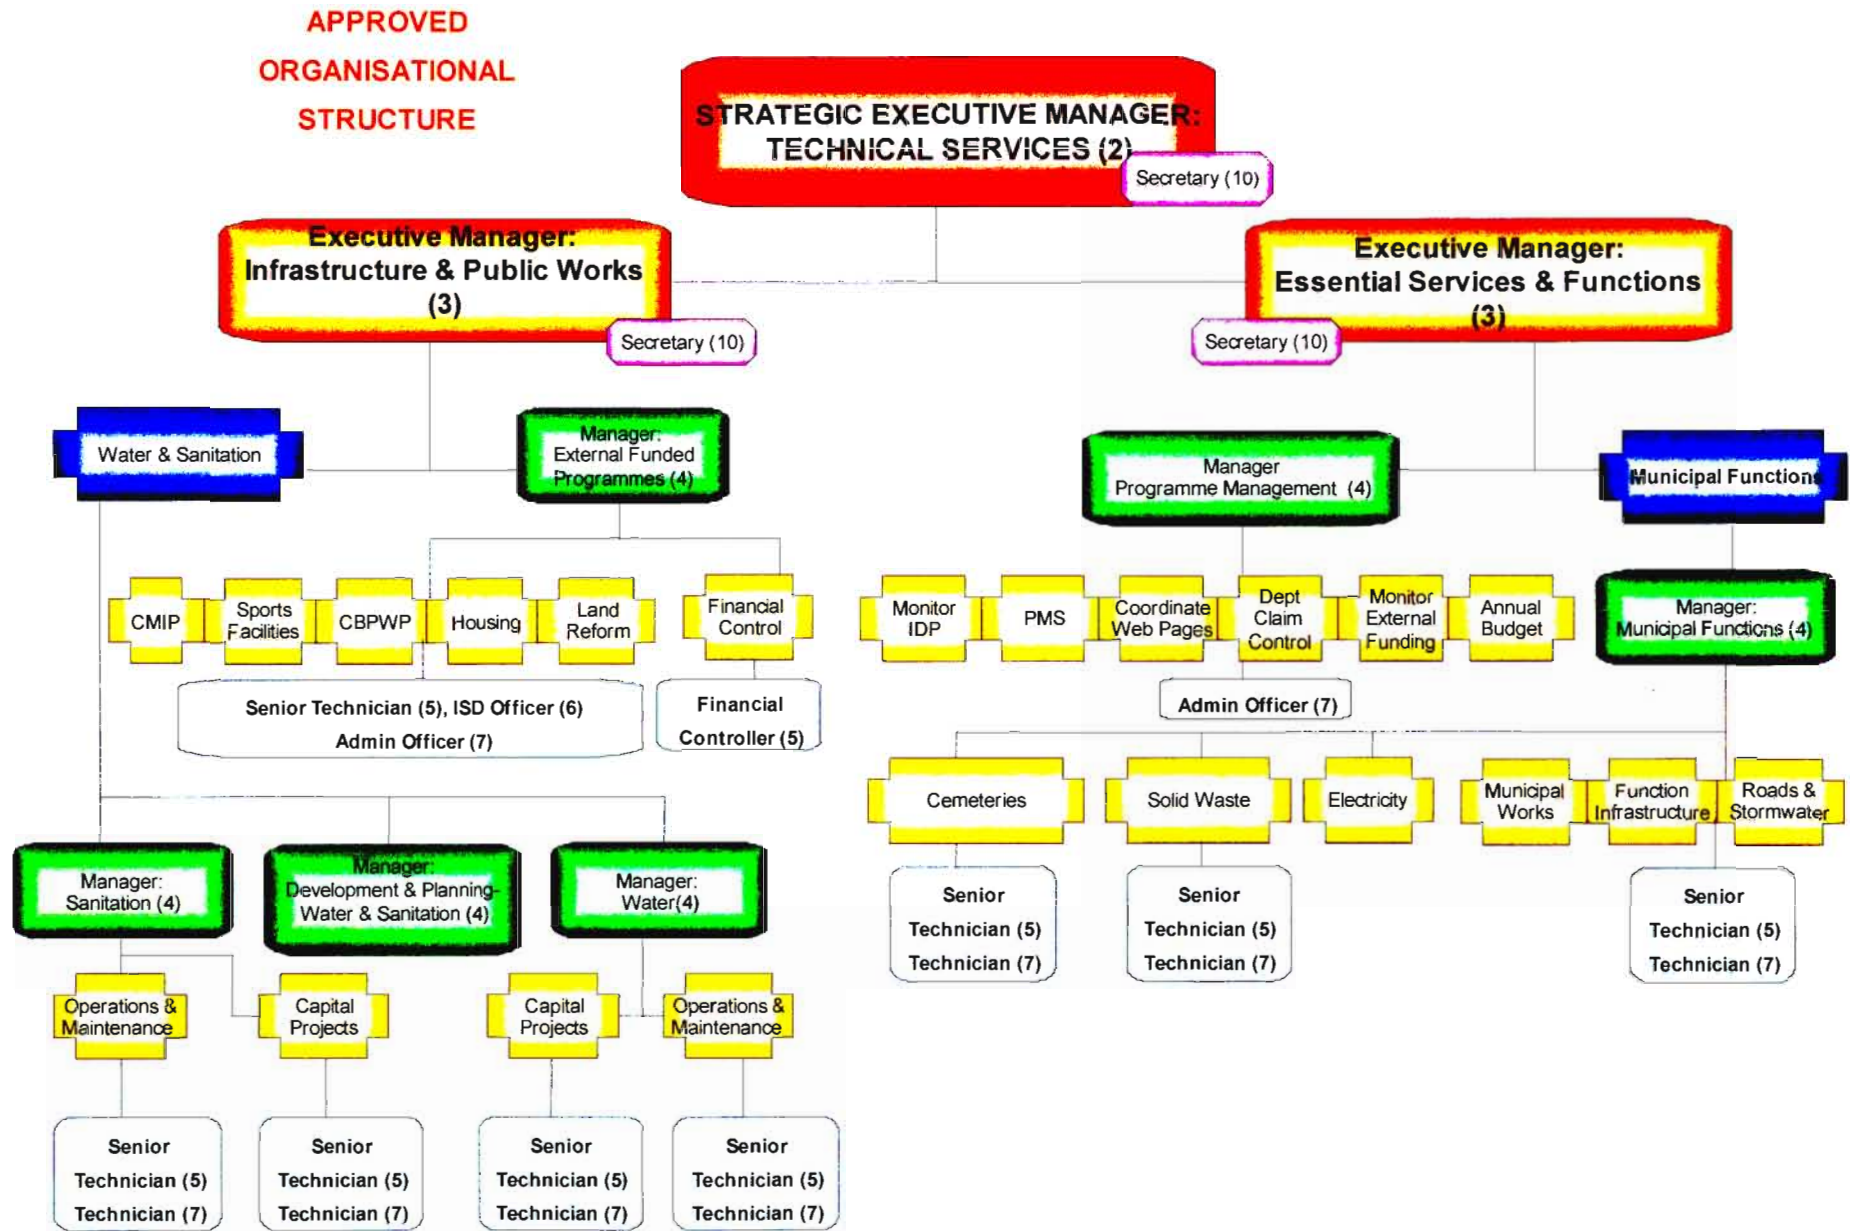 APPROVED
ORGANISATIONAL
STRUCTURE
STRATEGIC EXECUTIVE MANAGER:
TECHNICAL SERVICES (2)
Secretary (10)
Executive Manager:
Infrastructure & Public Works
(3)
Secretary (10)
Executive Manager:
Essential Services & Functions
(3)
Secretary (10)
Water & Sanitation
Manager:
External Funded
Programmes (4)
Manager
Programme Management (4)
Municipal Functions
CMIP
Sports
Facilities
CBPWP
Housing
Land
Reform
Financial
Control
Monitor
IDP
PMS
Coordinate
Web Pages
Dept
Claim
Control
Monitor
External
Funding
Annual
Budget
Manager:
Municipal Functions (4)
Senior Technician (5), ISD Officer (6)
Admin Officer (7)
Financial
Controller (5)
Admin Officer (7)
Cemeteries
Solid Waste
Electricity
Municipal
Works
Function
Infrastructure
Roads &
Stormwater
Manager:
Sanitation (4)
Manager:
Development & Planning-
Water & Sanitation (4)
Manager:
Water(4)
Senior
Technician (5)
Technician (7)
Senior
Technician (5)
Technician (7)
Senior
Technician (5)
Technician (7)
Operations &
Maintenance
Capital
Projects
Capital
Projects
Operations &
Maintenance
Senior
Technician (5)
Technician (7)
Senior
Technician (5)
Technician (7)
Senior
Technician (5)
Technician (7)
Senior
Technician (5)
Technician (7)